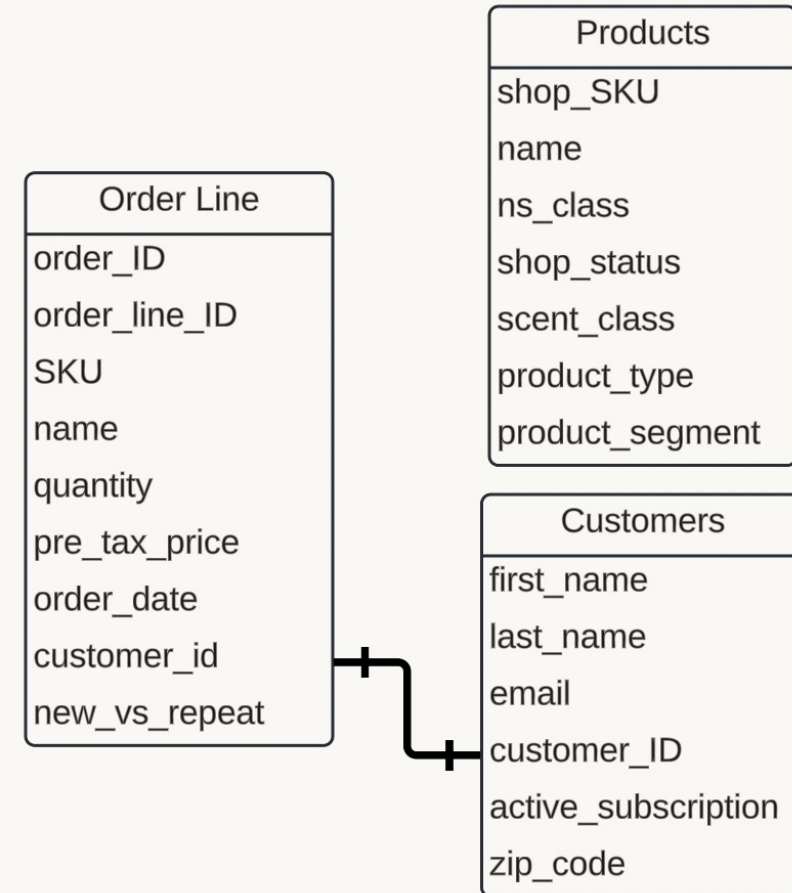 Products
shop_SKU
name
ns_class
shop_status
scent_class
product_type
product_segment
Order Line
order_ID
order_line_ID
SKU
name
quantity
pre_tax_price
order_date
customer_id
new_vs_repeat
Customers
first_name
last_name
email
customer_ID
active_subscription
zip_code